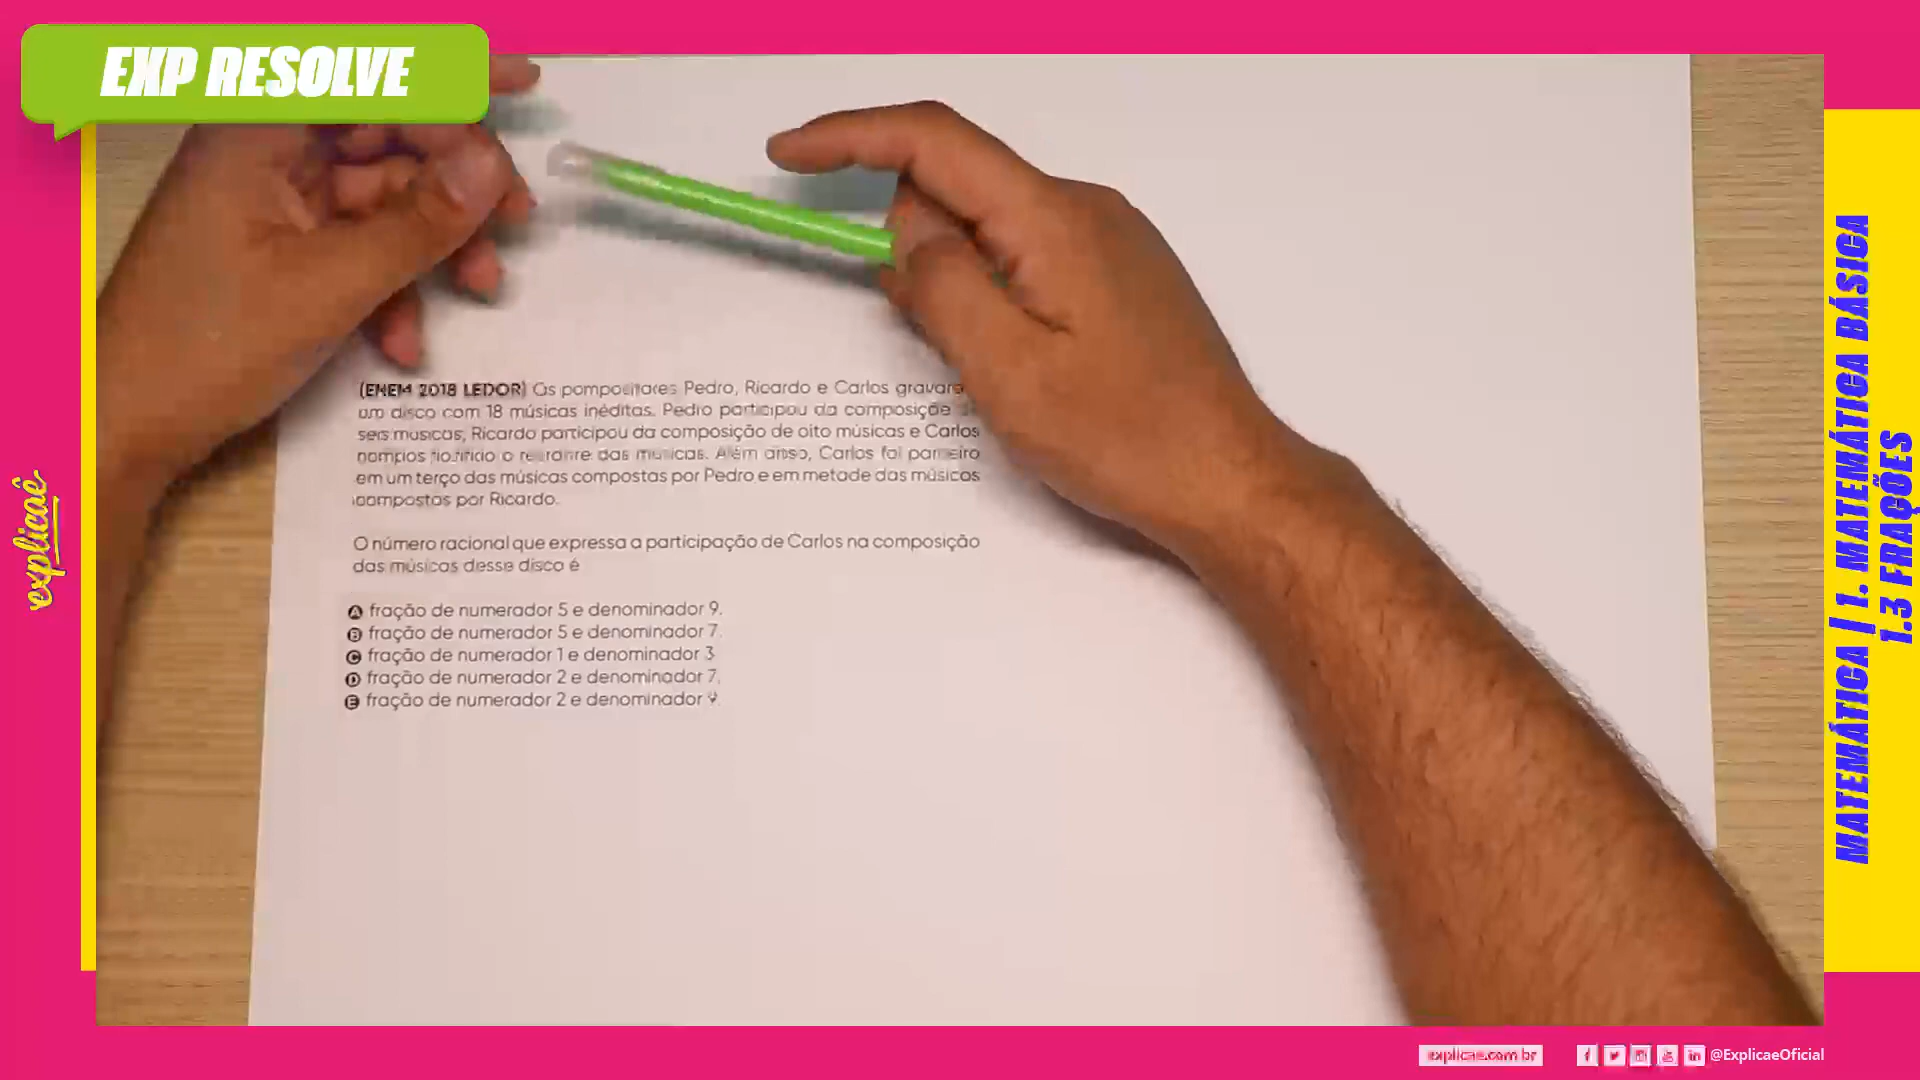 EXP RESOLVE
(ENEM 2018 LEDOR) Os Pedro, Ricardo e Carlos
um disco com 18 músicas inéditas. Pedro participou da composição
seis músicas, Ricardo participou da composição de oito músicas e Carlos
o das músicas. Além disso, Carlos foi parceiro
em um terço das músicas compostas por Pedro e em metade das músicas
compostas por Ricardo.
O número racional que expressa a participação de Carlos na composição
das músicas desse disco é
A fração de numerador 5 e denominador 9.
B fração de numerador 5 e denominador 7.
C fração de numerador 1 e denominador 3
D fração de numerador 2 e denominador 7.
E fração de numerador 2 e denominador 9.
explicaê
MATEMÁTICA | 1. MATEMÁTICA BÁSICA
1.3 FRAÇÕES
explicae.com.br
@ExplicaeOficial